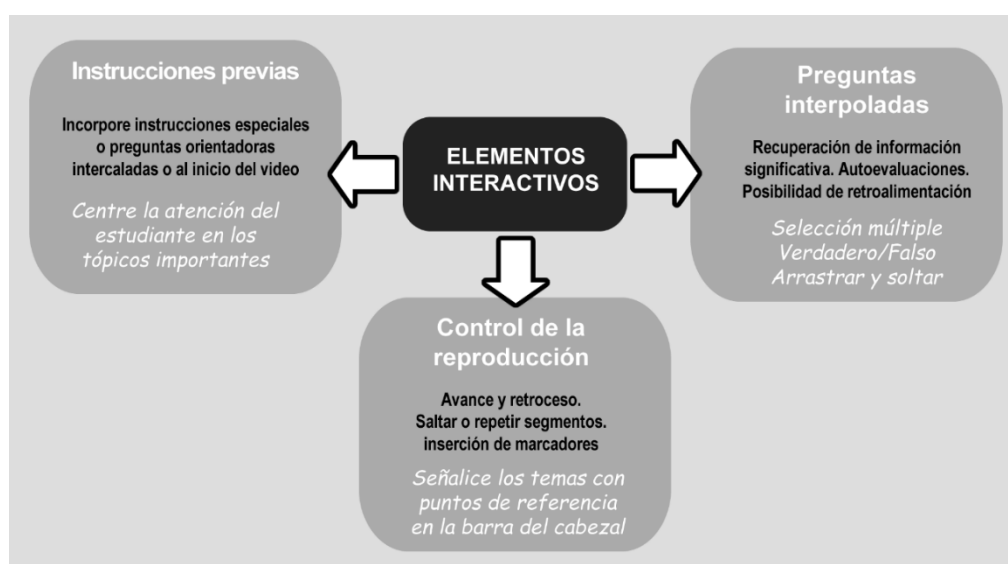 Instrucciones previas
Incorpore instrucciones especiales
o preguntas orientadoras
intercaladas o al inicio del video
Centre la atención del
estudiante en los
tópicos importantes
ELEMENTOS
INTERACTIVOS
Preguntas
interpoladas
Recuperación de información
significativa. Autoevaluaciones.
Posibilidad de retroalimentación
Selección múltiple
Verdadero/Falso
Arrastrar y soltar
Control de la
reproducción
Avance y retroceso.
Saltar o repetir segmentos.
inserción de marcadores
Señalice los temas con
puntos de referencia
en la barra del cabezal